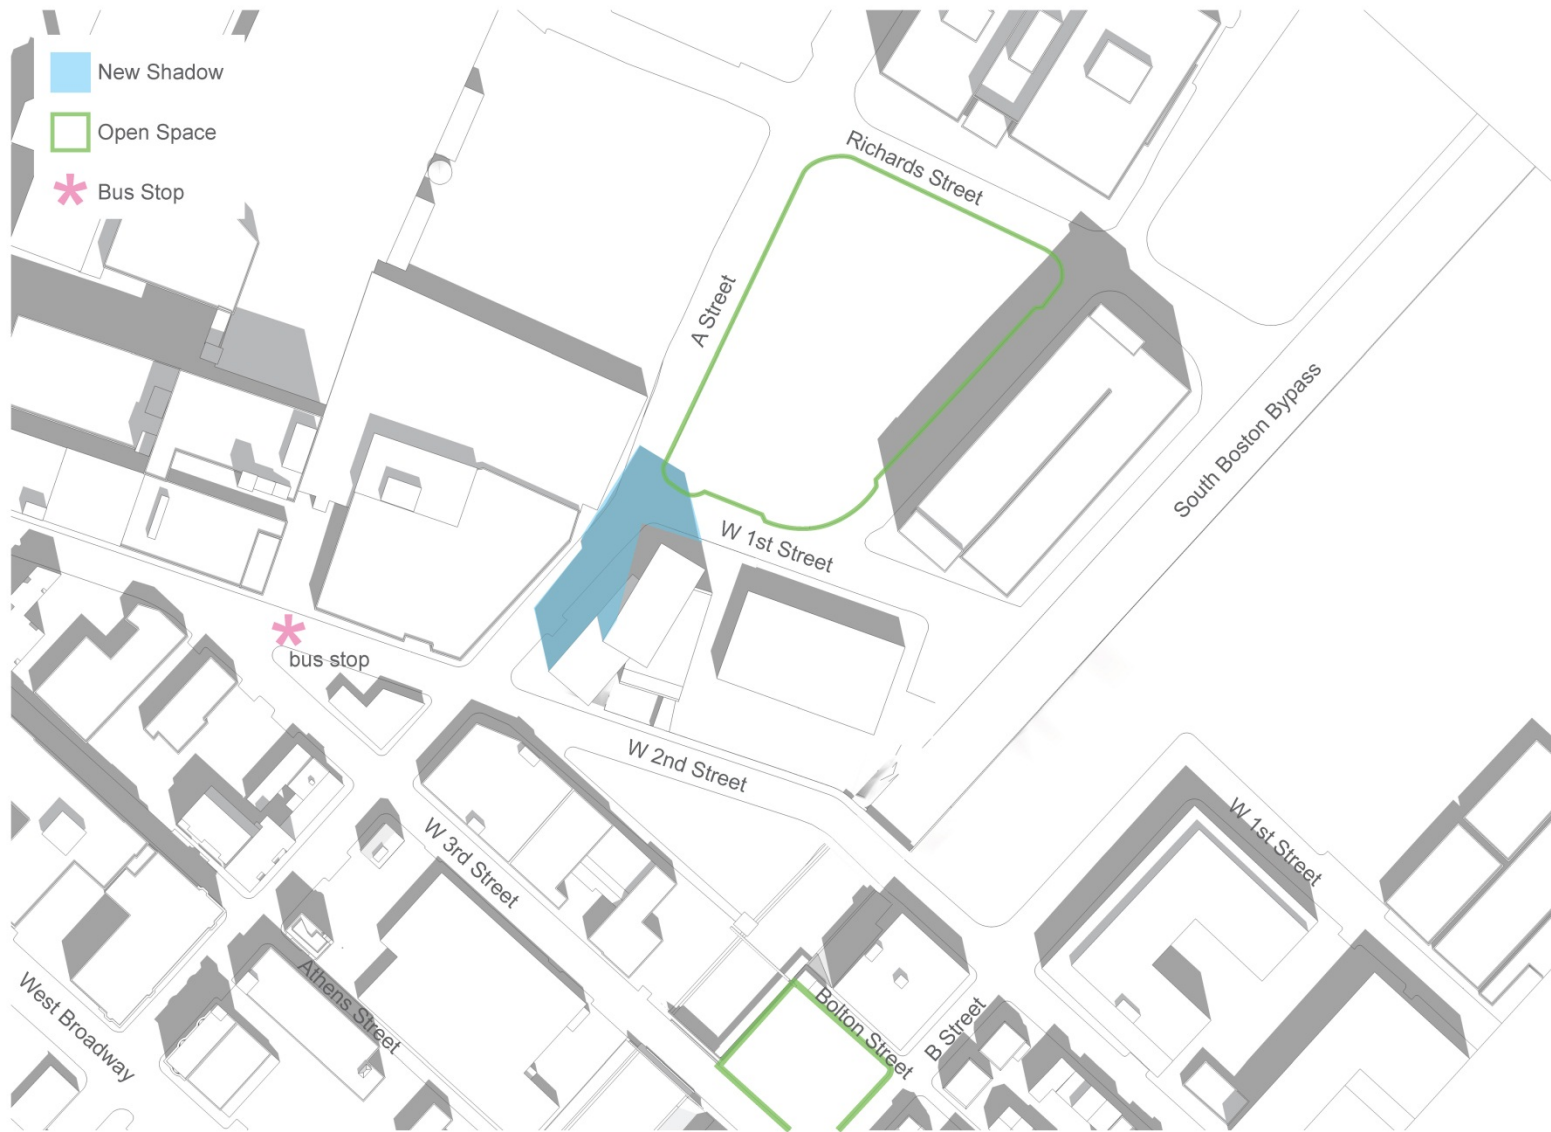 New Shadow
Open Space
Bus Stop
Richards Street
A Street
South Boston Bypass
W 1st Street
bus stop
W 2nd Street
W 3rd Street
W 1st Street
Athens Street
West Broadway
Bolton Street
B Street